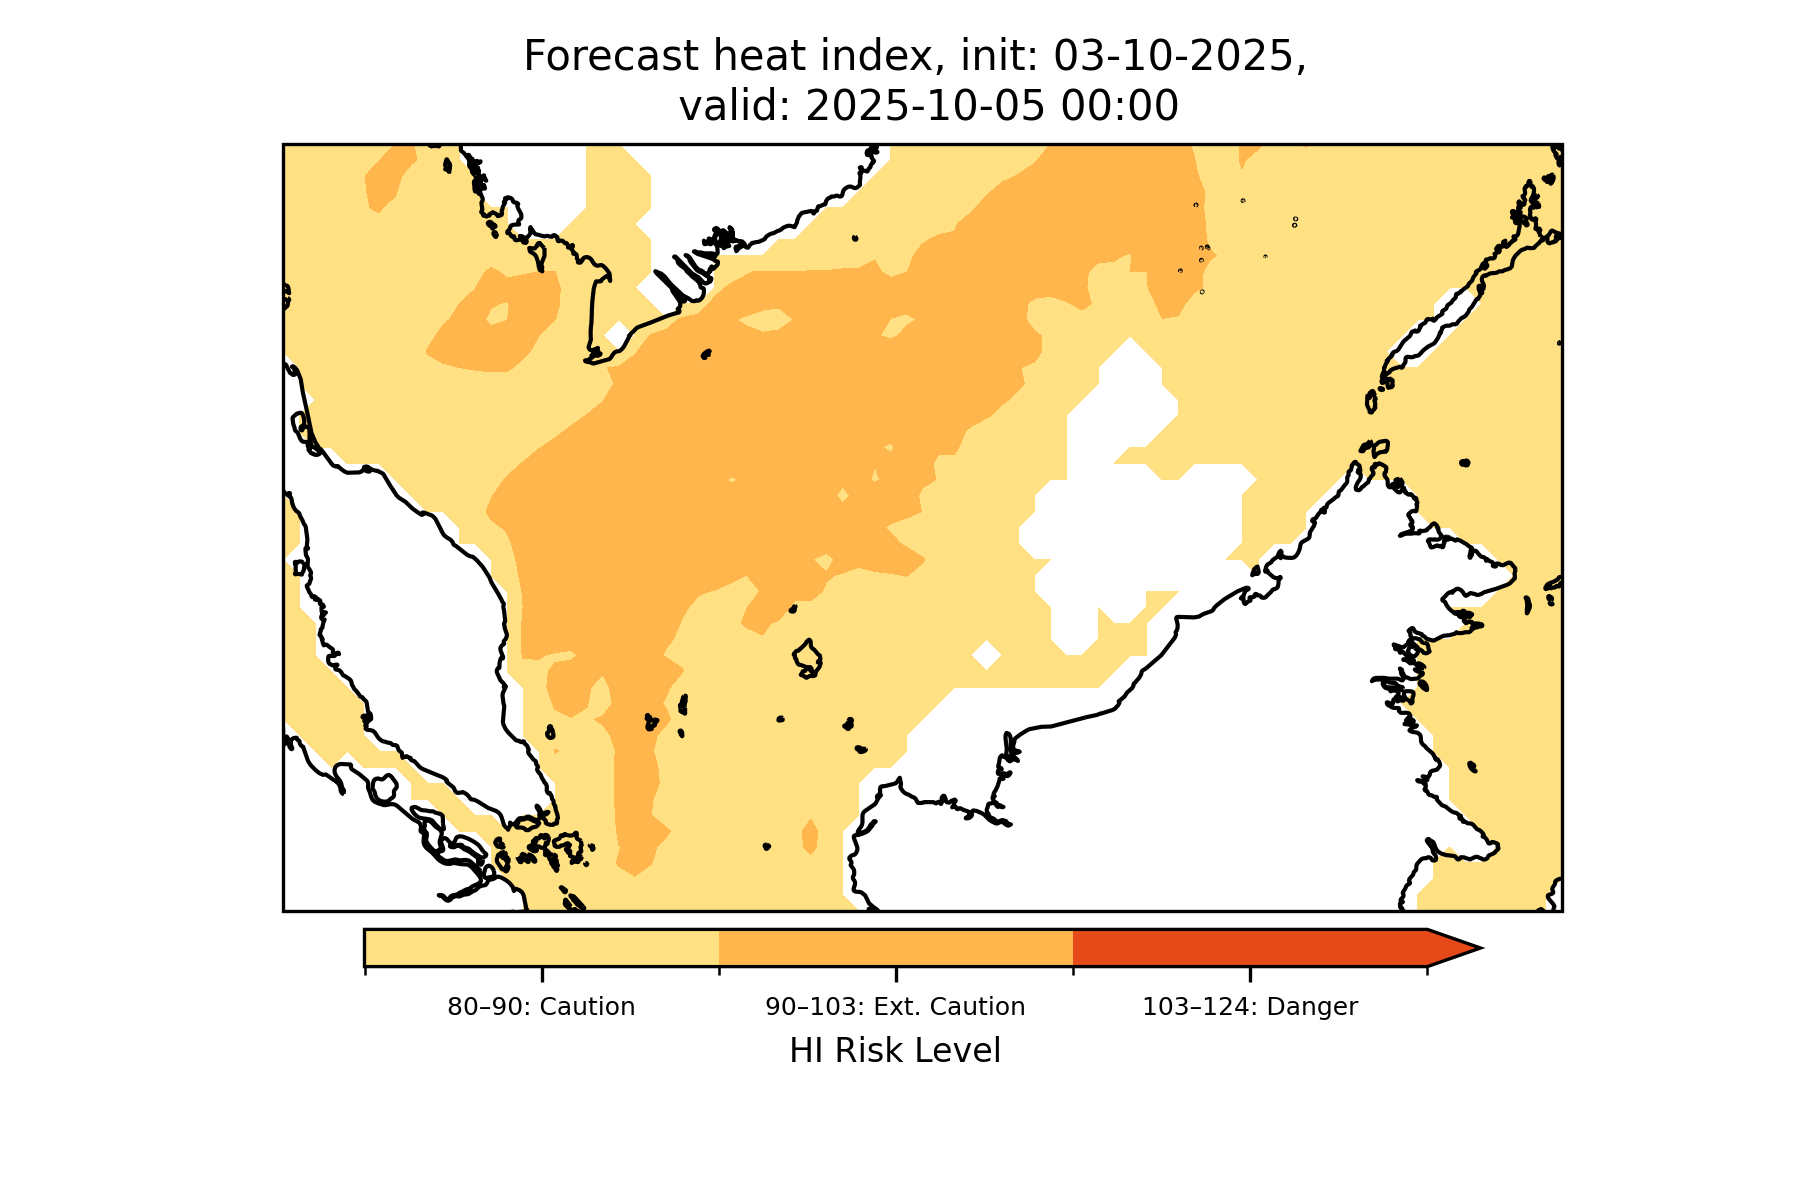 Forecast heat index, init: 03-10-2025,
valid: 2025-10-05 00:00
80–90: Caution
90–103: Ext. Caution
103–124: Danger
HI Risk Level